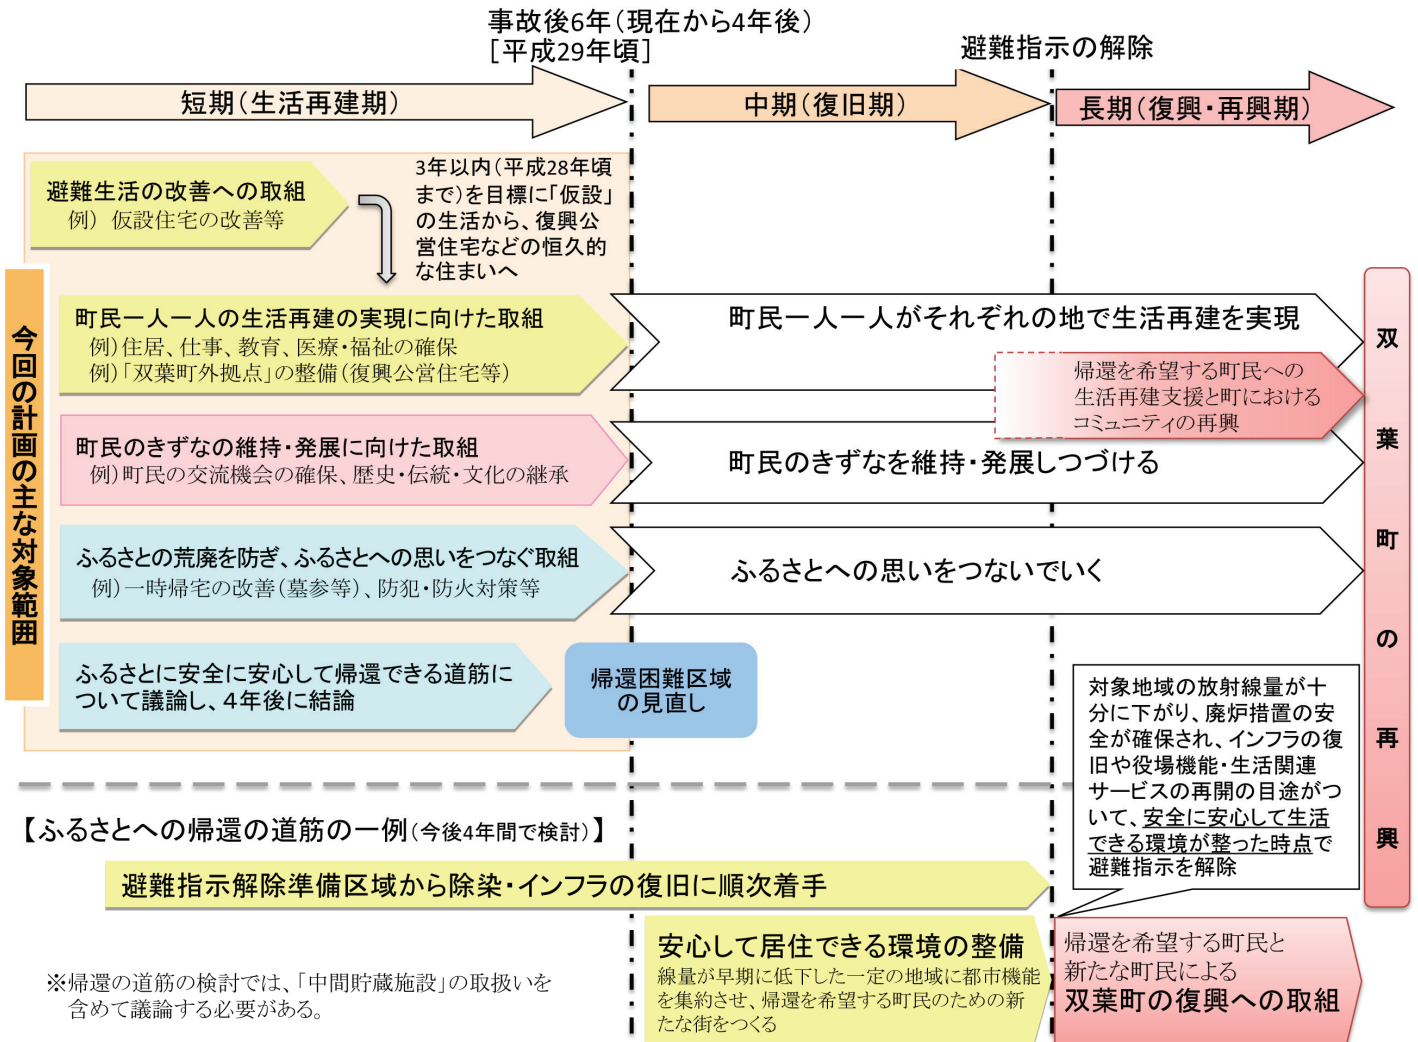 事故後6年(現在から4年後)
[平成29年頃]
避難指示の解除
短期(生活再建期)
中期(復旧期)
長期(復興・再興期)
今回の計画の主な対象範囲
避難生活の改善への取組
例) 仮設住宅の改善等
3年以内(平成28年頃
まで)を目標に「仮設」
の生活から、復興公
営住宅などの恒久的
な住まいへ
町民一人一人の生活再建の実現に向けた取組
例)住居、仕事、教育、医療・福祉の確保
例)「双葉町外拠点」の整備(復興公営住宅等)
町民一人一人がそれぞれの地で生活再建を実現
帰還を希望する町民への
生活再建支援と町における
コミュニティの再興
町民のきずなの維持・発展に向けた取組
例)町民の交流機会の確保、歴史・伝統・文化の継承
町民のきずなを維持・発展しつづける
ふるさとの荒廃を防ぎ、ふるさとへの思いをつなぐ取組
例)一時帰宅の改善(墓参等)、防犯・防火対策等
ふるさとへの思いをつないでいく
ふるさとに安全に安心して帰還できる道筋に
ついて議論し、4年後に結論
帰還困難区域
の見直し
双葉町の再興
対象地域の放射線量が十
分に下がり、廃炉措置の安
全が確保され、インフラの復
旧や役場機能・生活関連
サービスの再開の目途がつ
いて、安全に安心して生活
できる環境が整った時点で
避難指示を解除
【ふるさとへの帰還の道筋の一例(今後4年間で検討)】
避難指示解除準備区域から除染・インフラの復旧に順次着手
安心して居住できる環境の整備
線量が早期に低下した一定の地域に都市機能
を集約させ、帰還を希望する町民のための新
たな街をつくる
帰還を希望する町民と
新たな町民による
双葉町の復興への取組
※帰還の道筋の検討では、「中間貯蔵施設」の取扱いを
含めて議論する必要がある。